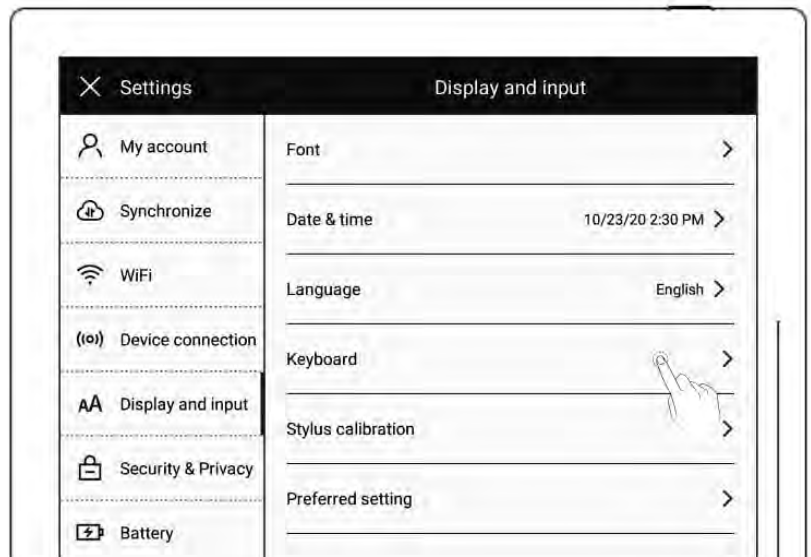 Settings
Display and input
My account
Synchronize
WiFi
Device connection
AA Display and input
Security & Privacy
Battery
Font
Date & time 10/23/20 2:30 PM
Language English
Keyboard
Stylus calibration
Preferred setting